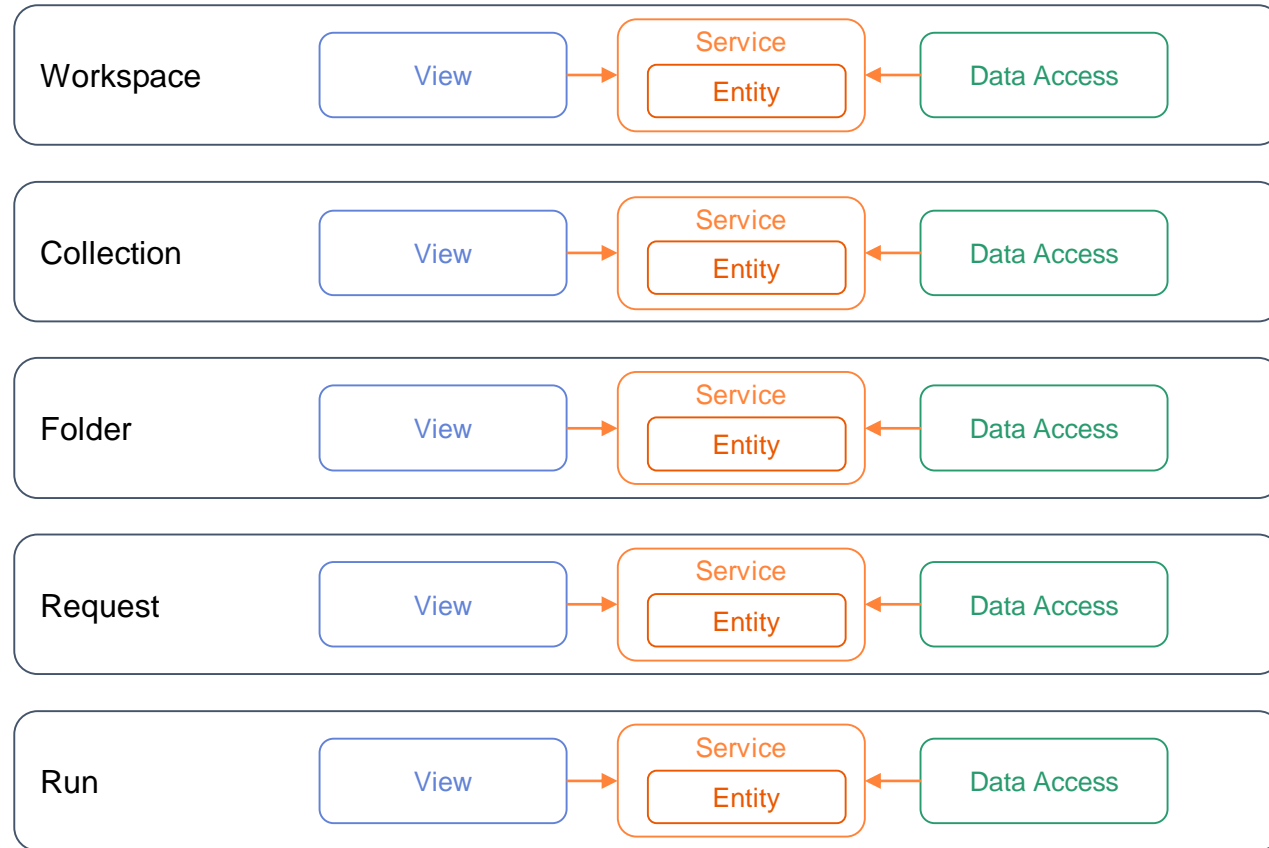 Workspace
View
Service
Entity
Data Access
Collection
View
Service
Entity
Data Access
Folder
View
Service
Entity
Data Access
Request
View
Service
Entity
Data Access
Run
View
Service
Entity
Data Access